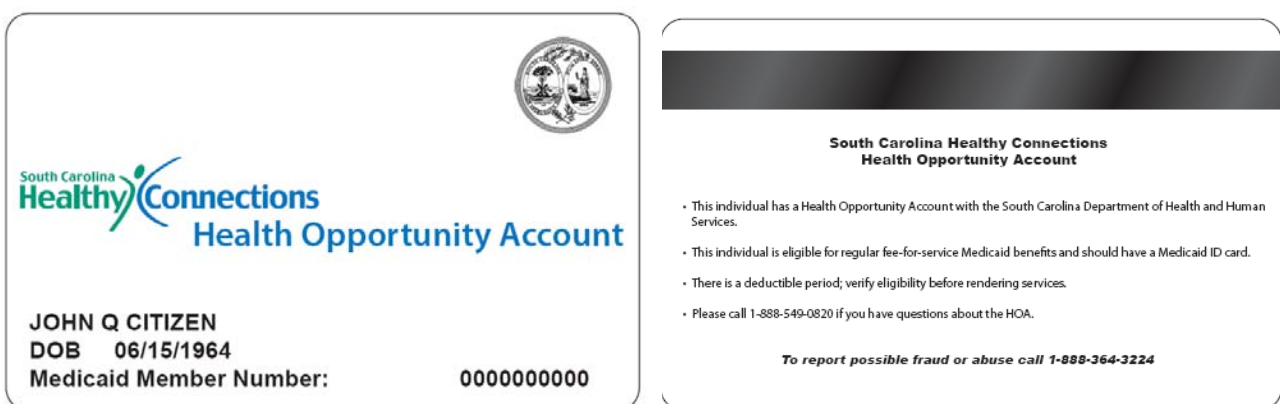 South Carolina
Healthy Connections
Health Opportunity Account
JOHN Q CITIZEN
DOB 06/15/1964
Medicaid Member Number: 0000000000
South Carolina Healthy Connections
Health Opportunity Account
• This individual has a Health Opportunity Account with the South Carolina Department of Health and Human
Services.
• This individual is eligible for regular fee-for-service Medicaid benefits and should have a Medicaid ID card.
• There is a deductible period; verify eligibility before rendering services.
• Please call 1-888-549-0820 if you have questions about the HOA.
To report possible fraud or abuse call 1-888-364-3224